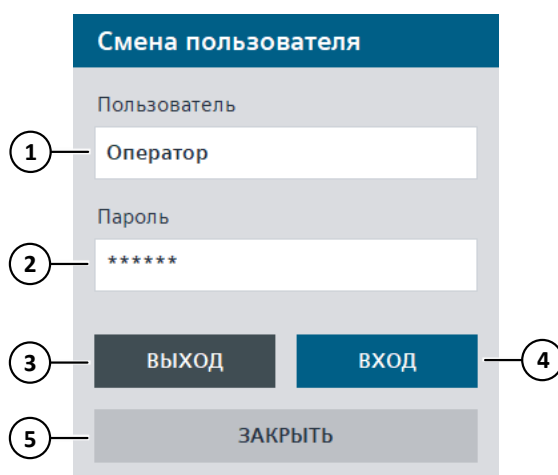 Смена пользователя
Пользователь
1 Оператор
Пароль
2 ******
3 ВЫХОД ВХОД 4
5 ЗАКРЫТЬ